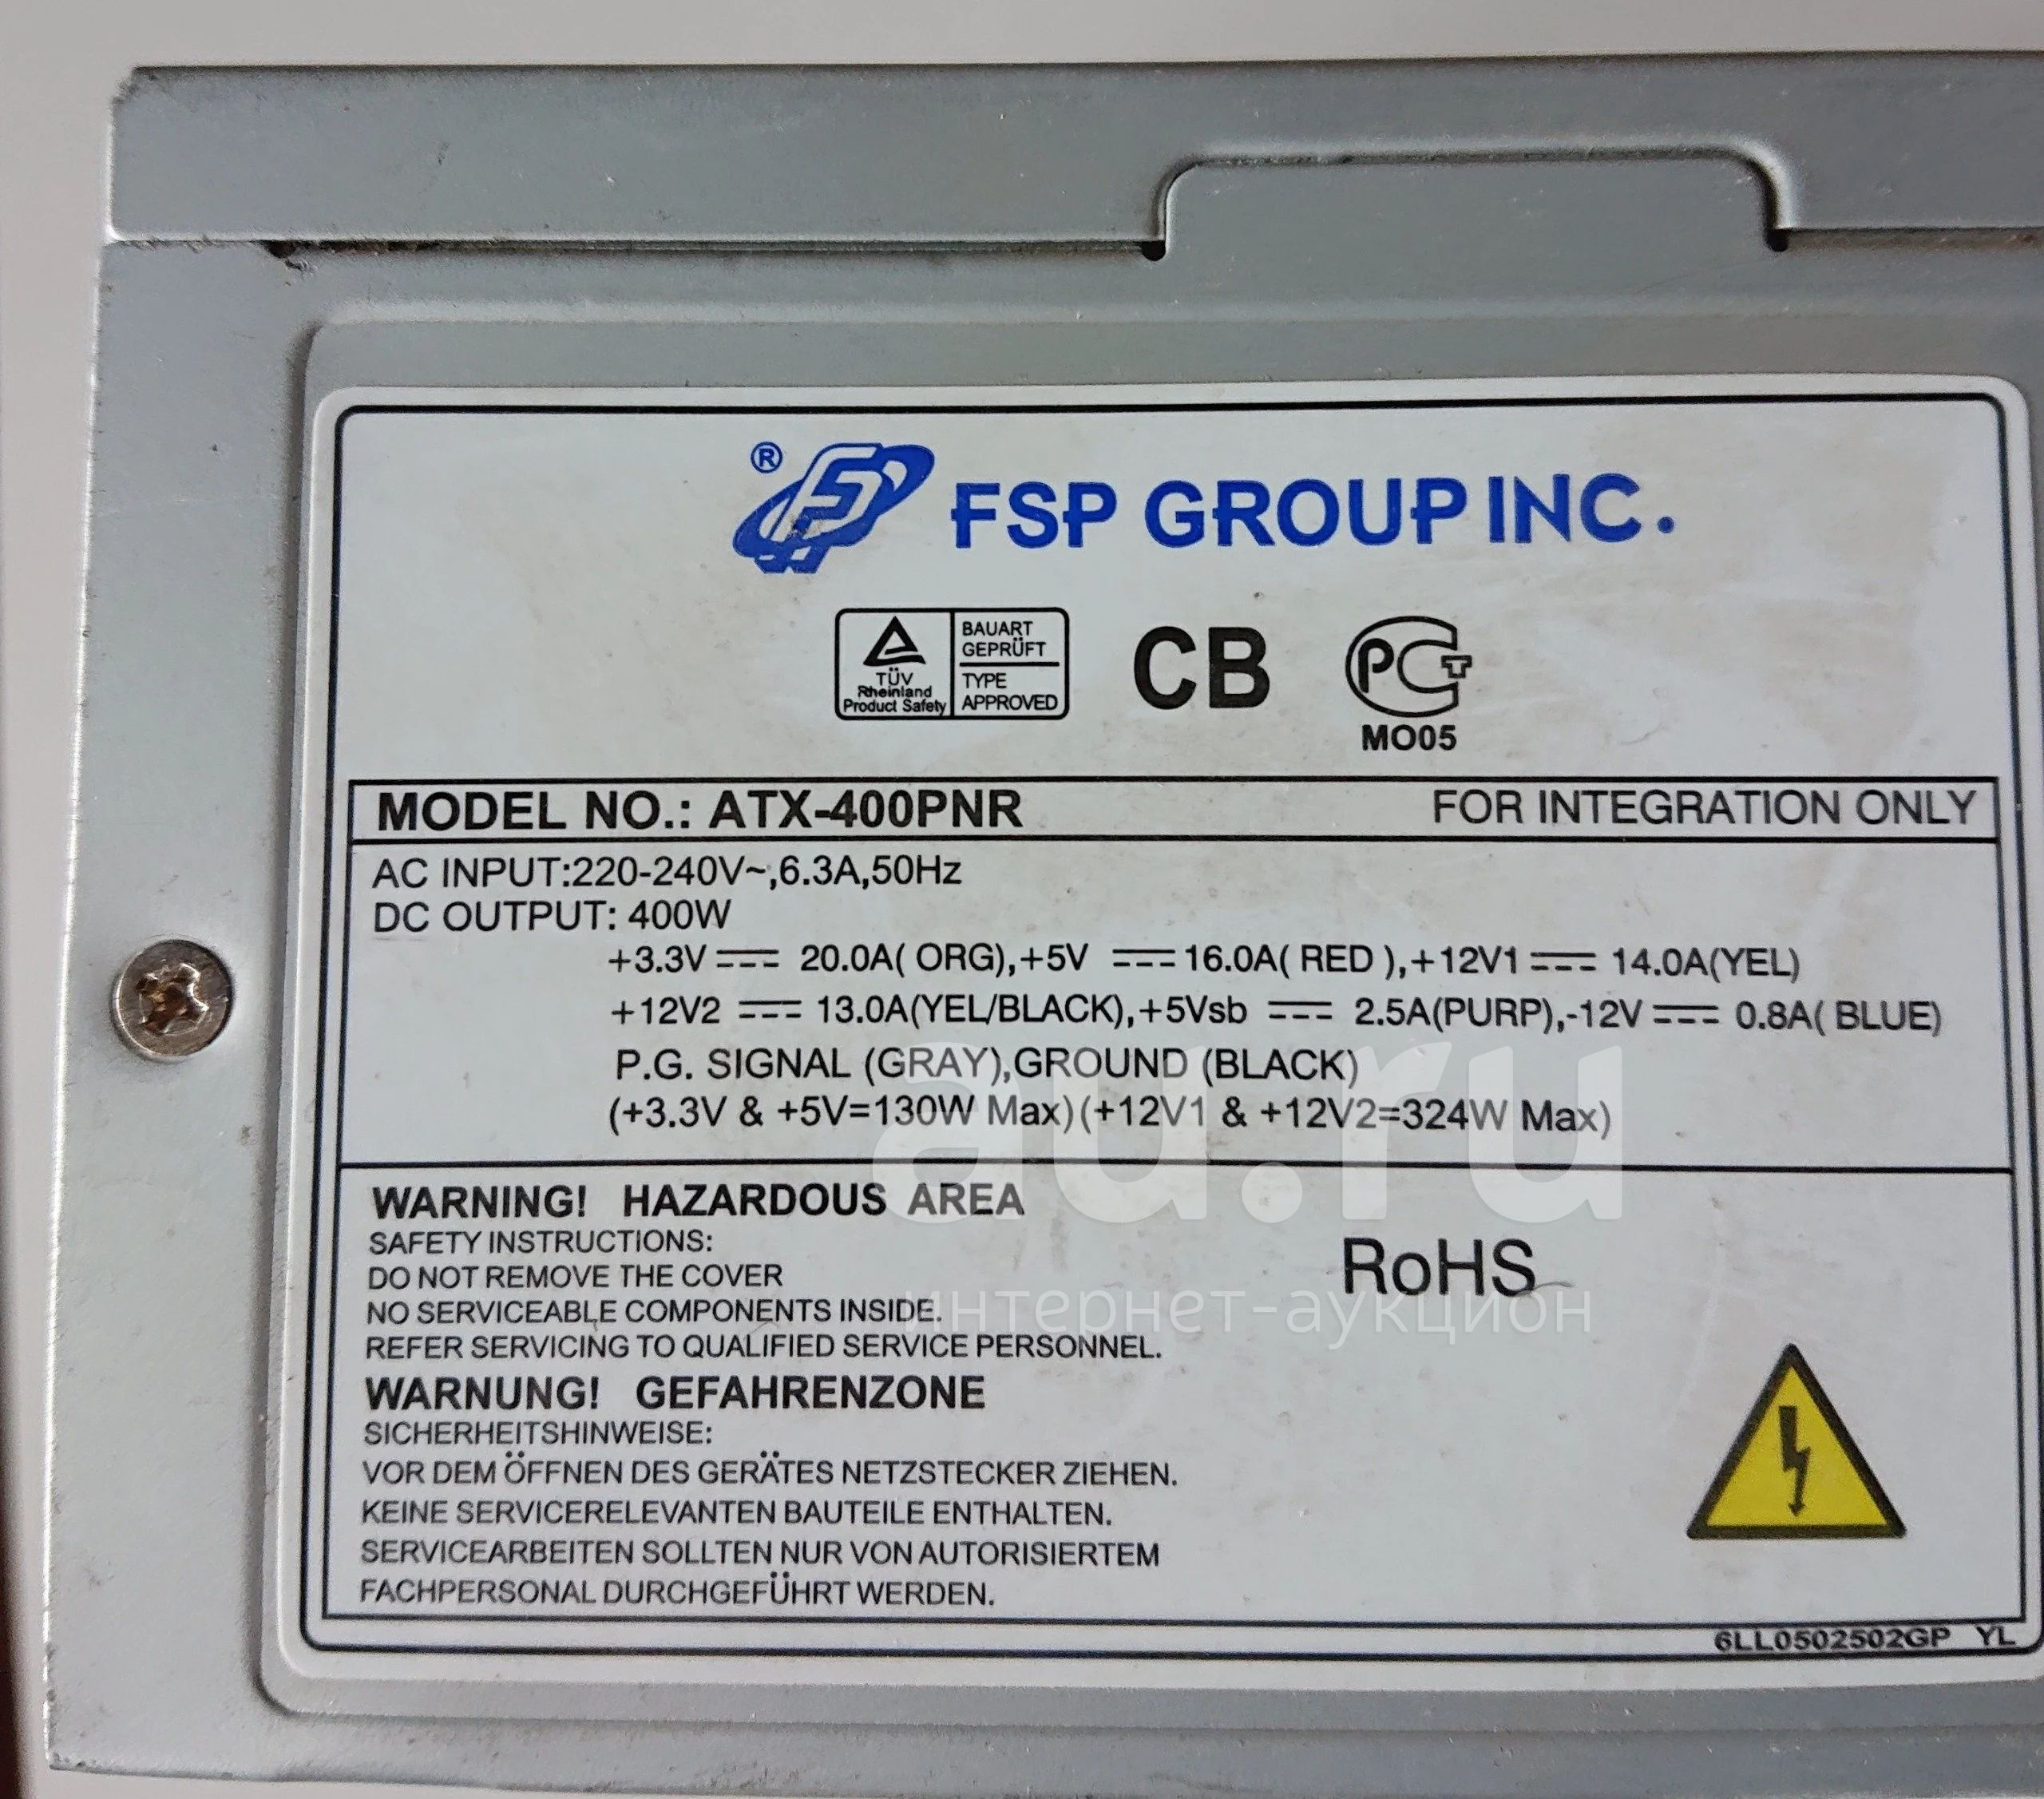 ® FSP GROUP INC.
TÜV
Rheinland
Product Safety
BAUART
GEPRÜFT
TYPE
APPROVED
CB
РСТ
MO05
MODEL NO.: ATX-400PNR FOR INTEGRATION ONLY
AC INPUT:220-240V~,6.3A,50Hz
DC OUTPUT: 400W
+3.3V ⎓ 20.0A( ORG),+5V ⎓ 16.0A( RED ),+12V1 ⎓ 14.0A(YEL)
+12V2 ⎓ 13.0A(YEL/BLACK),+5Vsb ⎓ 2.5A(PURP),-12V ⎓ 0.8A( BLUE)
P.G. SIGNAL (GRAY),GROUND (BLACK)
(+3.3V & +5V=130W Max)(+12V1 & +12V2=324W Max)
au.ru
интернет-аукцион
WARNING! HAZARDOUS AREA
SAFETY INSTRUCTIONS:
DO NOT REMOVE THE COVER
NO SERVICEABLE COMPONENTS INSIDE.
REFER SERVICING TO QUALIFIED SERVICE PERSONNEL.
RoHS
WARNUNG! GEFAHRENZONE
SICHERHEITSHINWEISE:
VOR DEM ÖFFNEN DES GERÄTES NETZSTECKER ZIEHEN.
KEINE SERVICERELEVANTEN BAUTEILE ENTHALTEN.
SERVICEARBEITEN SOLLTEN NUR VON AUTORISIERTEM
FACHPERSONAL DURCHGEFÜHRT WERDEN.
6LL0502502GP YL